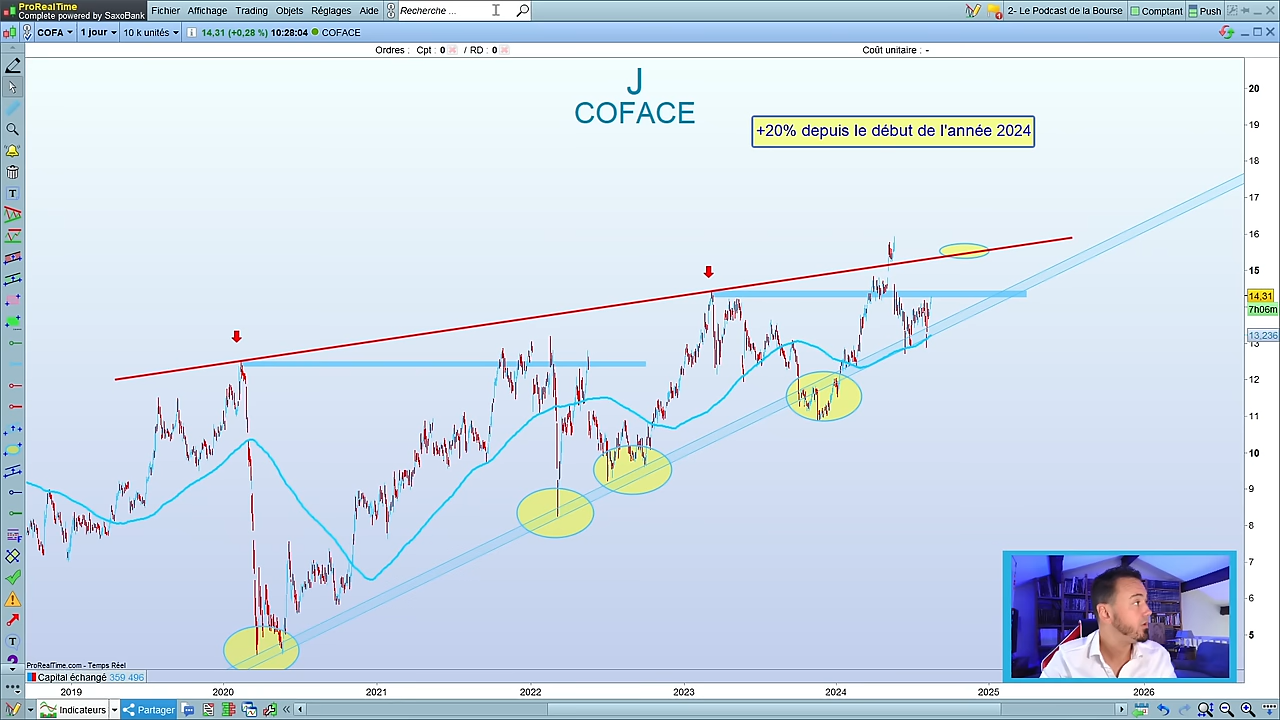 ProRealTime
Complete powered by SaxoBank
Fichier Affichage Trading Objets Réglages Aide
Recherche ...
2- Le Podcast de la Bourse Comptant Push
COFA 1 jour 10 k unités 14,31 (+0,28 %) 10:28:04 COFACE
Ordres : Cpt : 0 / RD : 0 Coût unitaire : -
J
COFACE
+20% depuis le début de l'année 2024
20
19
18
17
16
15
14,31
7h06m
13,236
12
11
10
9
8
7
6
5
ProRealTime.com - Temps Réel
Capital échangé 359 496
2019 2020 2021 2022 2023 2024 2025 2026
Indicateurs Partager